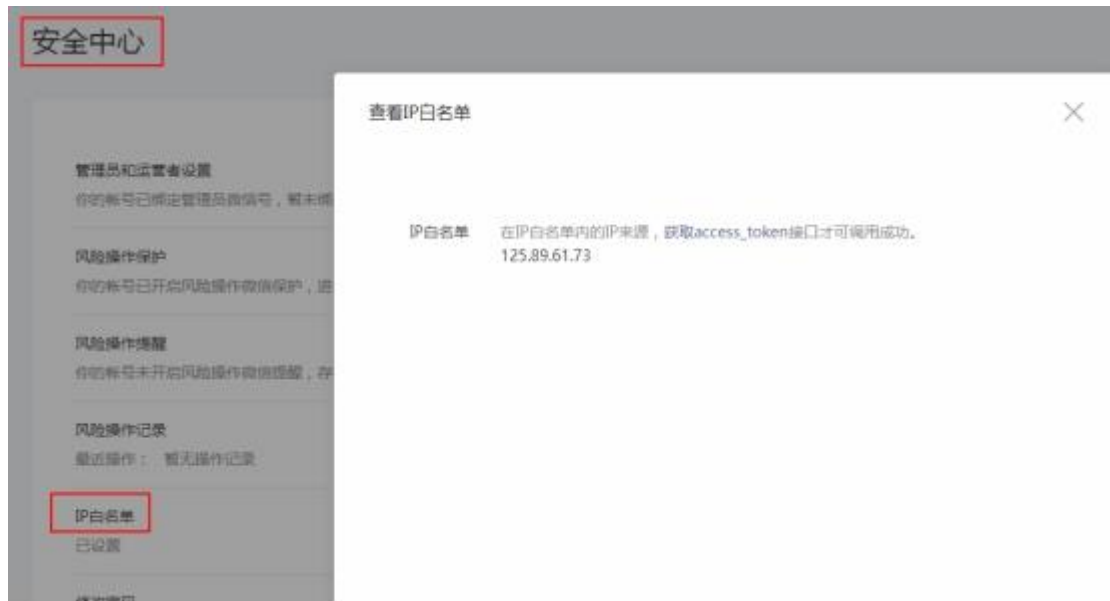 安全中心
查看IP白名单
管理员和运营者设置
你的帐号已绑定管理员微信号，暂未绑
IP白名单 在IP白名单内的IP来源，获取access_token接口才可调用成功。
125.89.61.73
风险操作保护
你的帐号已开启风险操作微信保护，进
风险操作提醒
你的帐号未开启风险操作微信提醒，存
风险操作记录
最近操作： 暂无操作记录
IP白名单
已设置